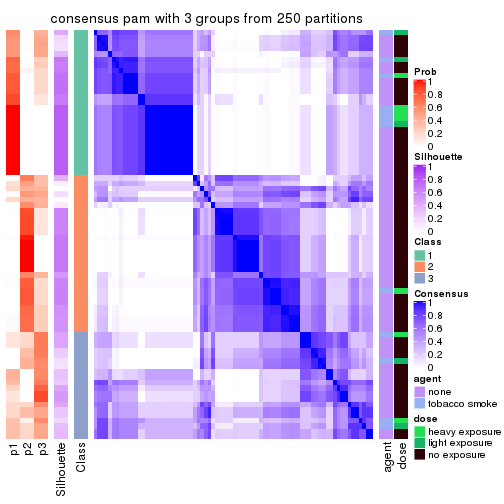 consensus pam with 3 groups from 250 partitions
p1
p2
p3
Silhouette
Class
agent
dose
Prob
1
0.8
0.6
0.4
0.2
0
Silhouette
1
0.8
0.6
0.4
0.2
0
Class
1
2
3
Consensus
1
0.8
0.6
0.4
0.2
0
agent
none
tobacco smoke
dose
heavy exposure
light exposure
no exposure